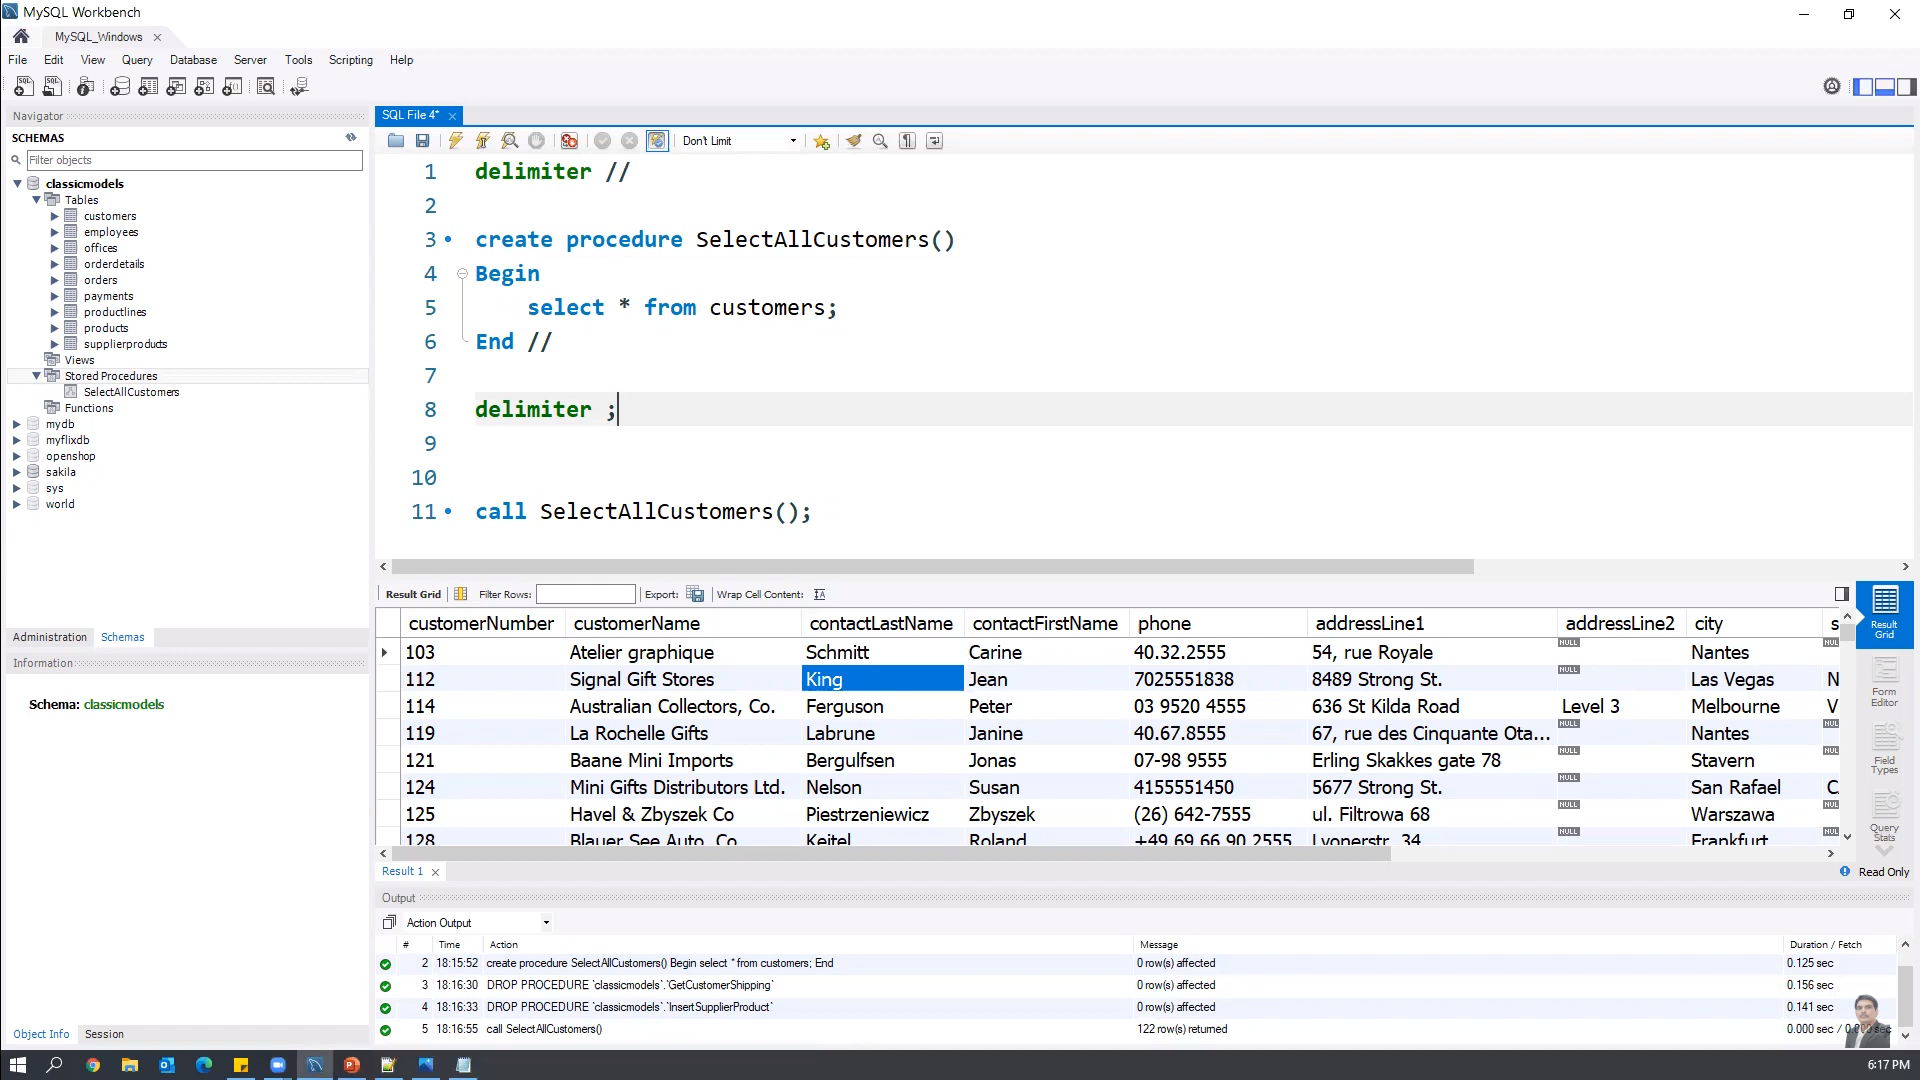 MySQL Workbench
MySQL_Windows
File Edit View Query Database Server Tools Scripting Help
Navigator
SCHEMAS
Filter objects
classicmodels
Tables
customers
employees
offices
orderdetails
orders
payments
productlines
products
supplierproducts
Views
Stored Procedures
SelectAllCustomers
Functions
mydb
myflixdb
openshop
sakila
sys
world
Administration Schemas
Information
Schema: classicmodels
Object Info Session
SQL File 4*
Don't Limit
1 delimiter //
2
3 create procedure SelectAllCustomers()
4 Begin
5 select * from customers;
6 End //
7
8 delimiter ;
9
10
11 call SelectAllCustomers();
Result Grid Filter Rows: Export: Wrap Cell Content:
customerNumber customerName contactLastName contactFirstName phone addressLine1 addressLine2 city s
103 Atelier graphique Schmitt Carine 40.32.2555 54, rue Royale NULL Nantes NULL
112 Signal Gift Stores King Jean 7025551838 8489 Strong St. NULL Las Vegas N
114 Australian Collectors, Co. Ferguson Peter 03 9520 4555 636 St Kilda Road Level 3 Melbourne V
119 La Rochelle Gifts Labrune Janine 40.67.8555 67, rue des Cinquante Ota... NULL Nantes NULL
121 Baane Mini Imports Bergulfsen Jonas 07-98 9555 Erling Skakkes gate 78 NULL Stavern NULL
124 Mini Gifts Distributors Ltd. Nelson Susan 4155551450 5677 Strong St. NULL San Rafael C
125 Havel & Zbyszek Co Piestrzeniewicz Zbyszek (26) 642-7555 ul. Filtrowa 68 NULL Warszawa NULL
128 Blauer See Auto, Co. Keitel Roland +49 69 66 90 2555 Lyonerstr. 34 NULL Frankfurt NULL
Result Grid
Form Editor
Field Types
Query Stats
Result 1
Read Only
Output
Action Output
# Time Action Message Duration / Fetch
2 18:15:52 create procedure SelectAllCustomers() Begin select * from customers; End 0 row(s) affected 0.125 sec
3 18:16:30 DROP PROCEDURE `classicmodels`.`GetCustomerShipping` 0 row(s) affected 0.156 sec
4 18:16:33 DROP PROCEDURE `classicmodels`.`InsertSupplierProduct` 0 row(s) affected 0.141 sec
5 18:16:55 call SelectAllCustomers() 122 row(s) returned 0.000 sec /
6:17 PM